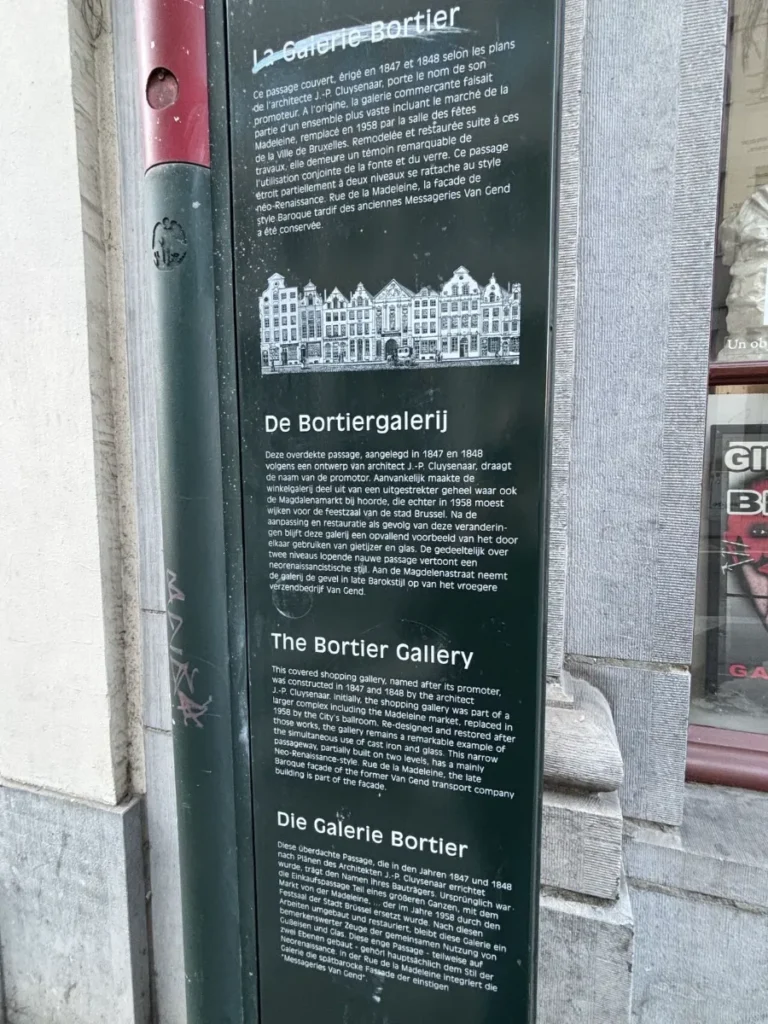 La Galerie Bortier
Ce passage couvert, érigé en 1847 et 1848 selon les plans
de l'architecte J.-P. Cluysenaar, porte le nom de son
promoteur. A l'origine, la galerie commerçante faisait
partie d'un ensemble plus vaste incluant le marché de la
Madeleine, remplacé en 1958 par la salle des fêtes
de la Ville de Bruxelles. Remodelée et restaurée suite à ces
travaux, elle demeure un témoin remarquable de
l'utilisation conjointe de la fonte et du verre. Ce passage
étroit partiellement à deux niveaux se rattache au style
néo-Renaissance. Rue de la Madeleine, la façade de
style Baroque tardif des anciennes Messageries Van Gend
a été conservée.
De Bortiergalerij
Deze overdekte passage, aangelegd in 1847 en 1848
volgens een ontwerp van architect J.-P. Cluysenaar, draagt
de naam van de promotor. Aanvankelijk maakte de
winkelgalerij deel uit van een uitgestrekter geheel waar ook
de Magdalenamarkt bij hoorde, die echter in 1958 moest
wijken voor de feestzaal van de stad Brussel. Na de
aanpassing en restauratie als gevolg van deze veranderin-
gen blijft deze galerij een opvallend voorbeeld van het door
elkaar gebruiken van gietijzer en glas. De gedeeltelijk over
twee niveaus lopende nauwe passage vertoont een
neorenaissancistische stijl. Aan de Magdelenastraat neemt
de galerij de gevel in late Barokstijl op van het vroegere
verzendbedrijf Van Gend.
The Bortier Gallery
This covered shopping gallery, named after its promoter,
was constructed in 1847 and 1848 by the architect
J.-P. Cluysenaar. Initially, the shopping gallery was part of a
larger complex including the Madeleine market, replaced in
1958 by the City's ballroom. Re-designed and restored after
those works, the gallery remains a remarkable example of
the simultaneous use of cast iron and glass. This narrow
passageway, partially built on two levels, has a mainly
Neo-Renaissance-style. Rue de la Madeleine, the late
Baroque façade of the former Van Gend transport company
building is part of the façade.
Die Galerie Bortier
Diese überdachte Passage, die in den Jahren 1847 und 1848
nach Plänen des Architekten J.-P. Cluysenaar errichtet
wurde, trägt den Namen Ihres Bauträgers. Ursprünglich war
die Einkaufspassage Teil eines größeren Ganzen, mit dem
Markt von der Madeleine, ... der im Jahre 1958 durch den
Festsaal der Stadt Brüssel ersetzt wurde. Nach diesen
Arbeiten umgebaut und restauriert, bleibt diese Galerie ein
bemerkenswerter Zeuge der gemeinsamen Nutzung von
Gußeisen und Glas. Diese enge Passage - teilweise auf
zwei Ebenen gebaut - gehört hauptsächlich dem Stil der
Neorenaissance. In der Rue de la Madeleine integriert die
Galerie die spätbarocke Fassade der einstigen
"Messageries Van Gend".
Un ob
GI
B
GA